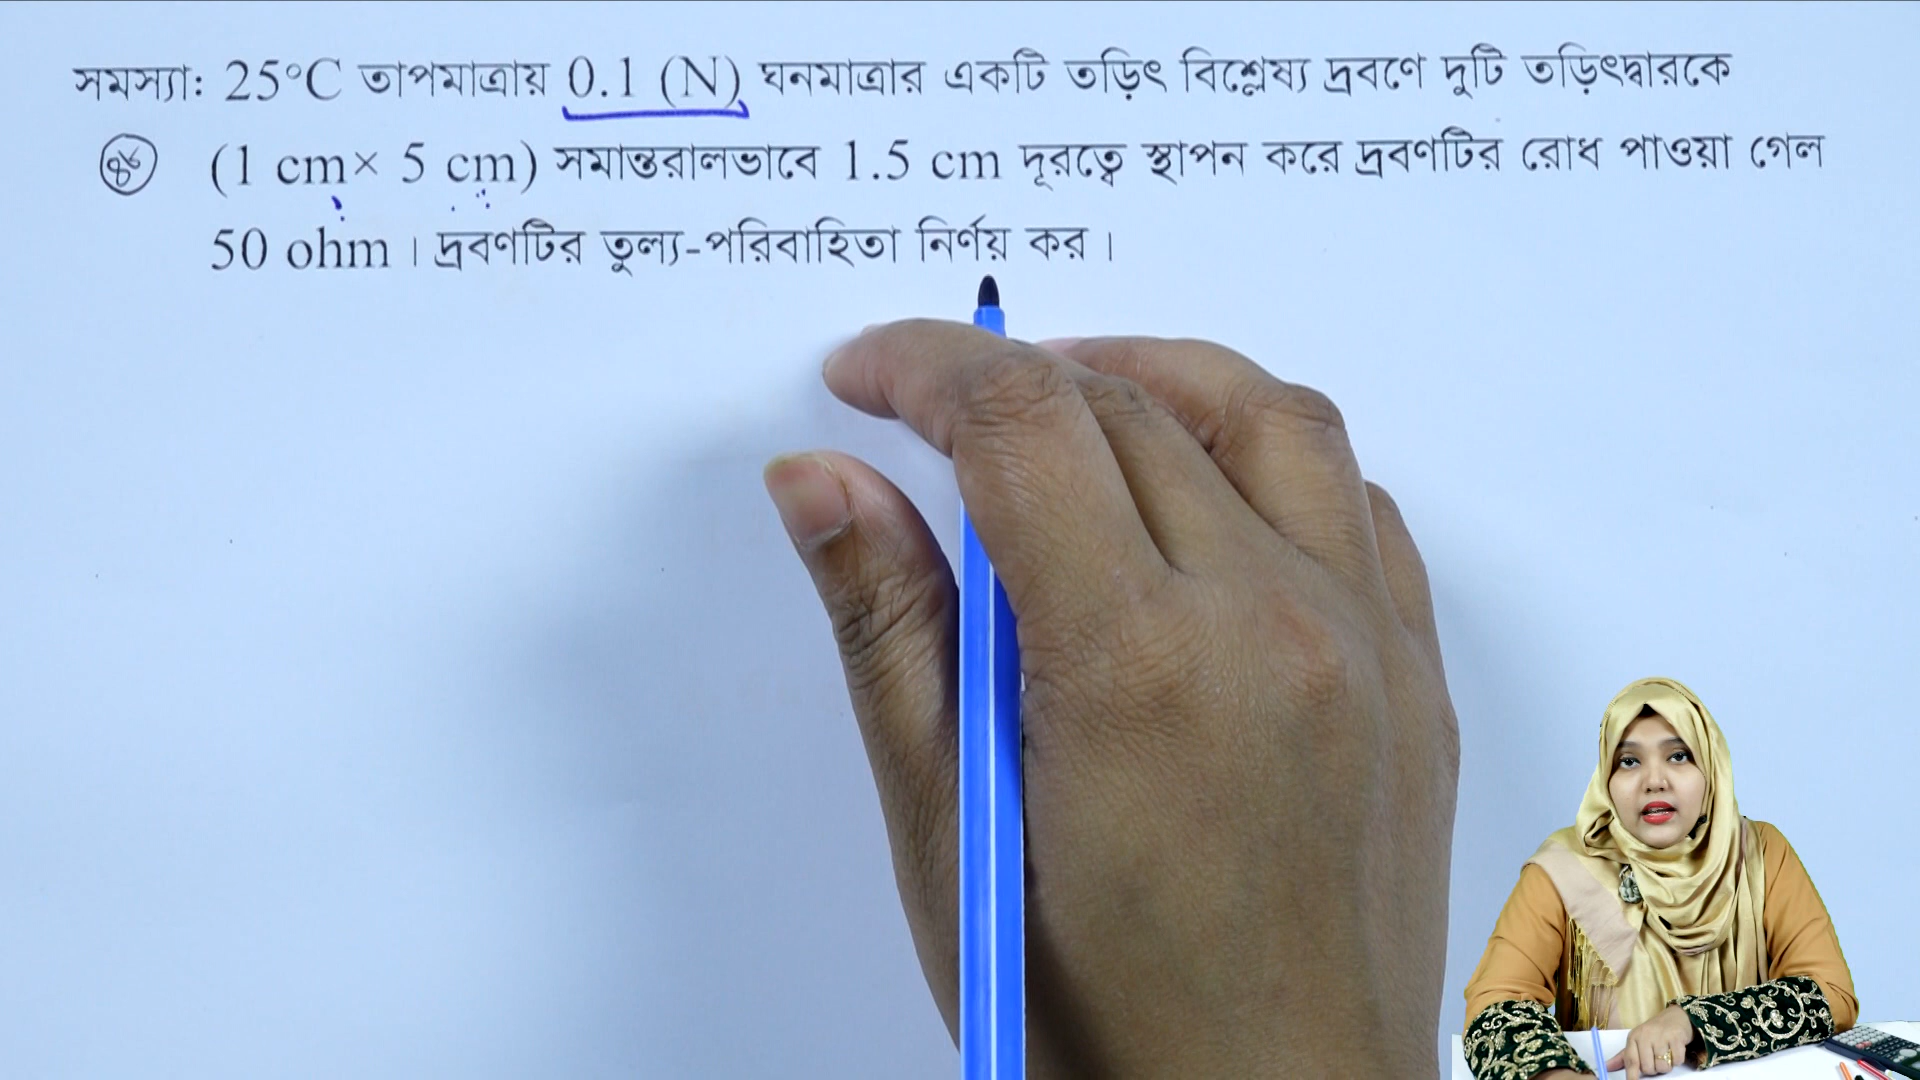 সমস্যাঃ 25°C তাপমাত্রায় 0.1 (N) ঘনমাত্রার একটি তড়িৎ বিশ্লেষ্য দ্রবণে দুটি তড়িৎদ্বারকে
(1 cm× 5 cm) সমান্তরালভাবে 1.5 cm দূরত্বে স্থাপন করে দ্রবণটির রোধ পাওয়া গেল
50 ohm । দ্রবণটির তুল্য-পরিবাহিতা নির্ণয় কর ।